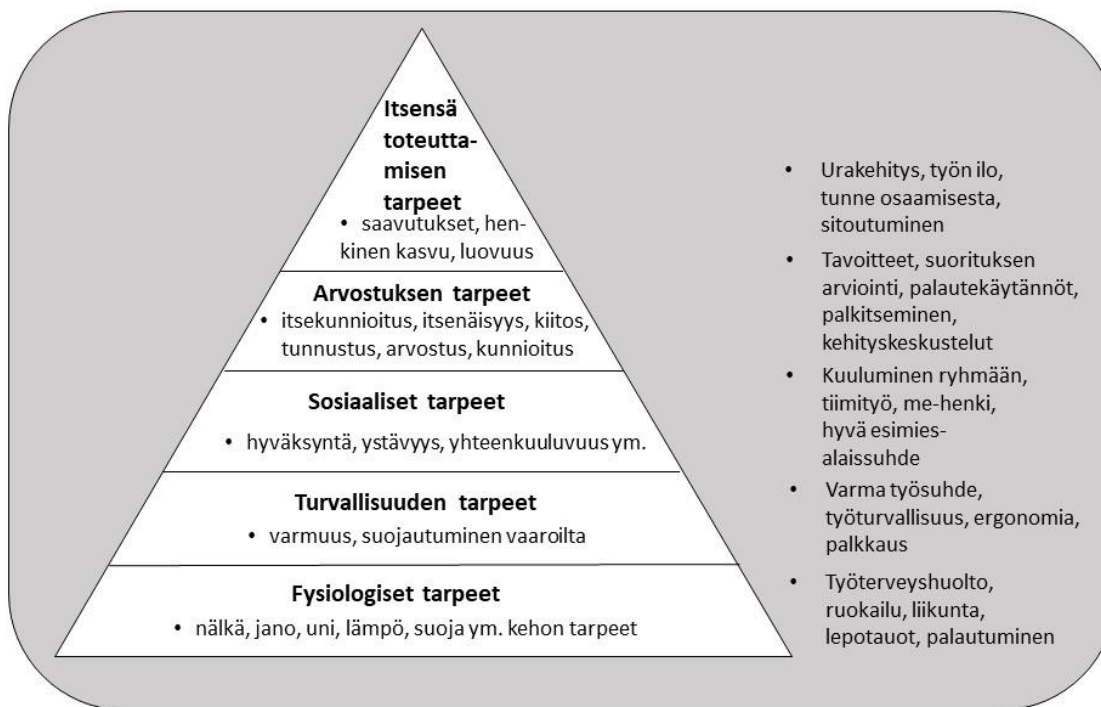 Itsensä
toteutta-
misen
tarpeet
• saavutukset, hen-
kinen kasvu, luovuus
Arvostuksen tarpeet
• itsekunnioitus, itsenäisyys, kiitos,
tunnustus, arvostus, kunnioitus
Sosiaaliset tarpeet
• hyväksyntä, ystävyys, yhteenkuuluvuus ym.
Turvallisuuden tarpeet
• varmuus, suojautuminen vaaroilta
Fysiologiset tarpeet
• nälkä, jano, uni, lämpö, suoja ym. kehon tarpeet
• Urakehitys, työn ilo,
tunne osaamisesta,
sitoutuminen
• Tavoitteet, suorituksen
arviointi, palautekäytännöt,
palkitseminen,
kehityskeskustelut
• Kuuluminen ryhmään,
tiimityö, me-henki,
hyvä esimies-
alaissuhde
• Varma työsuhde,
työturvallisuus, ergonomia,
palkkaus
• Työterveyshuolto,
ruokailu, liikunta,
lepotauot, palautuminen